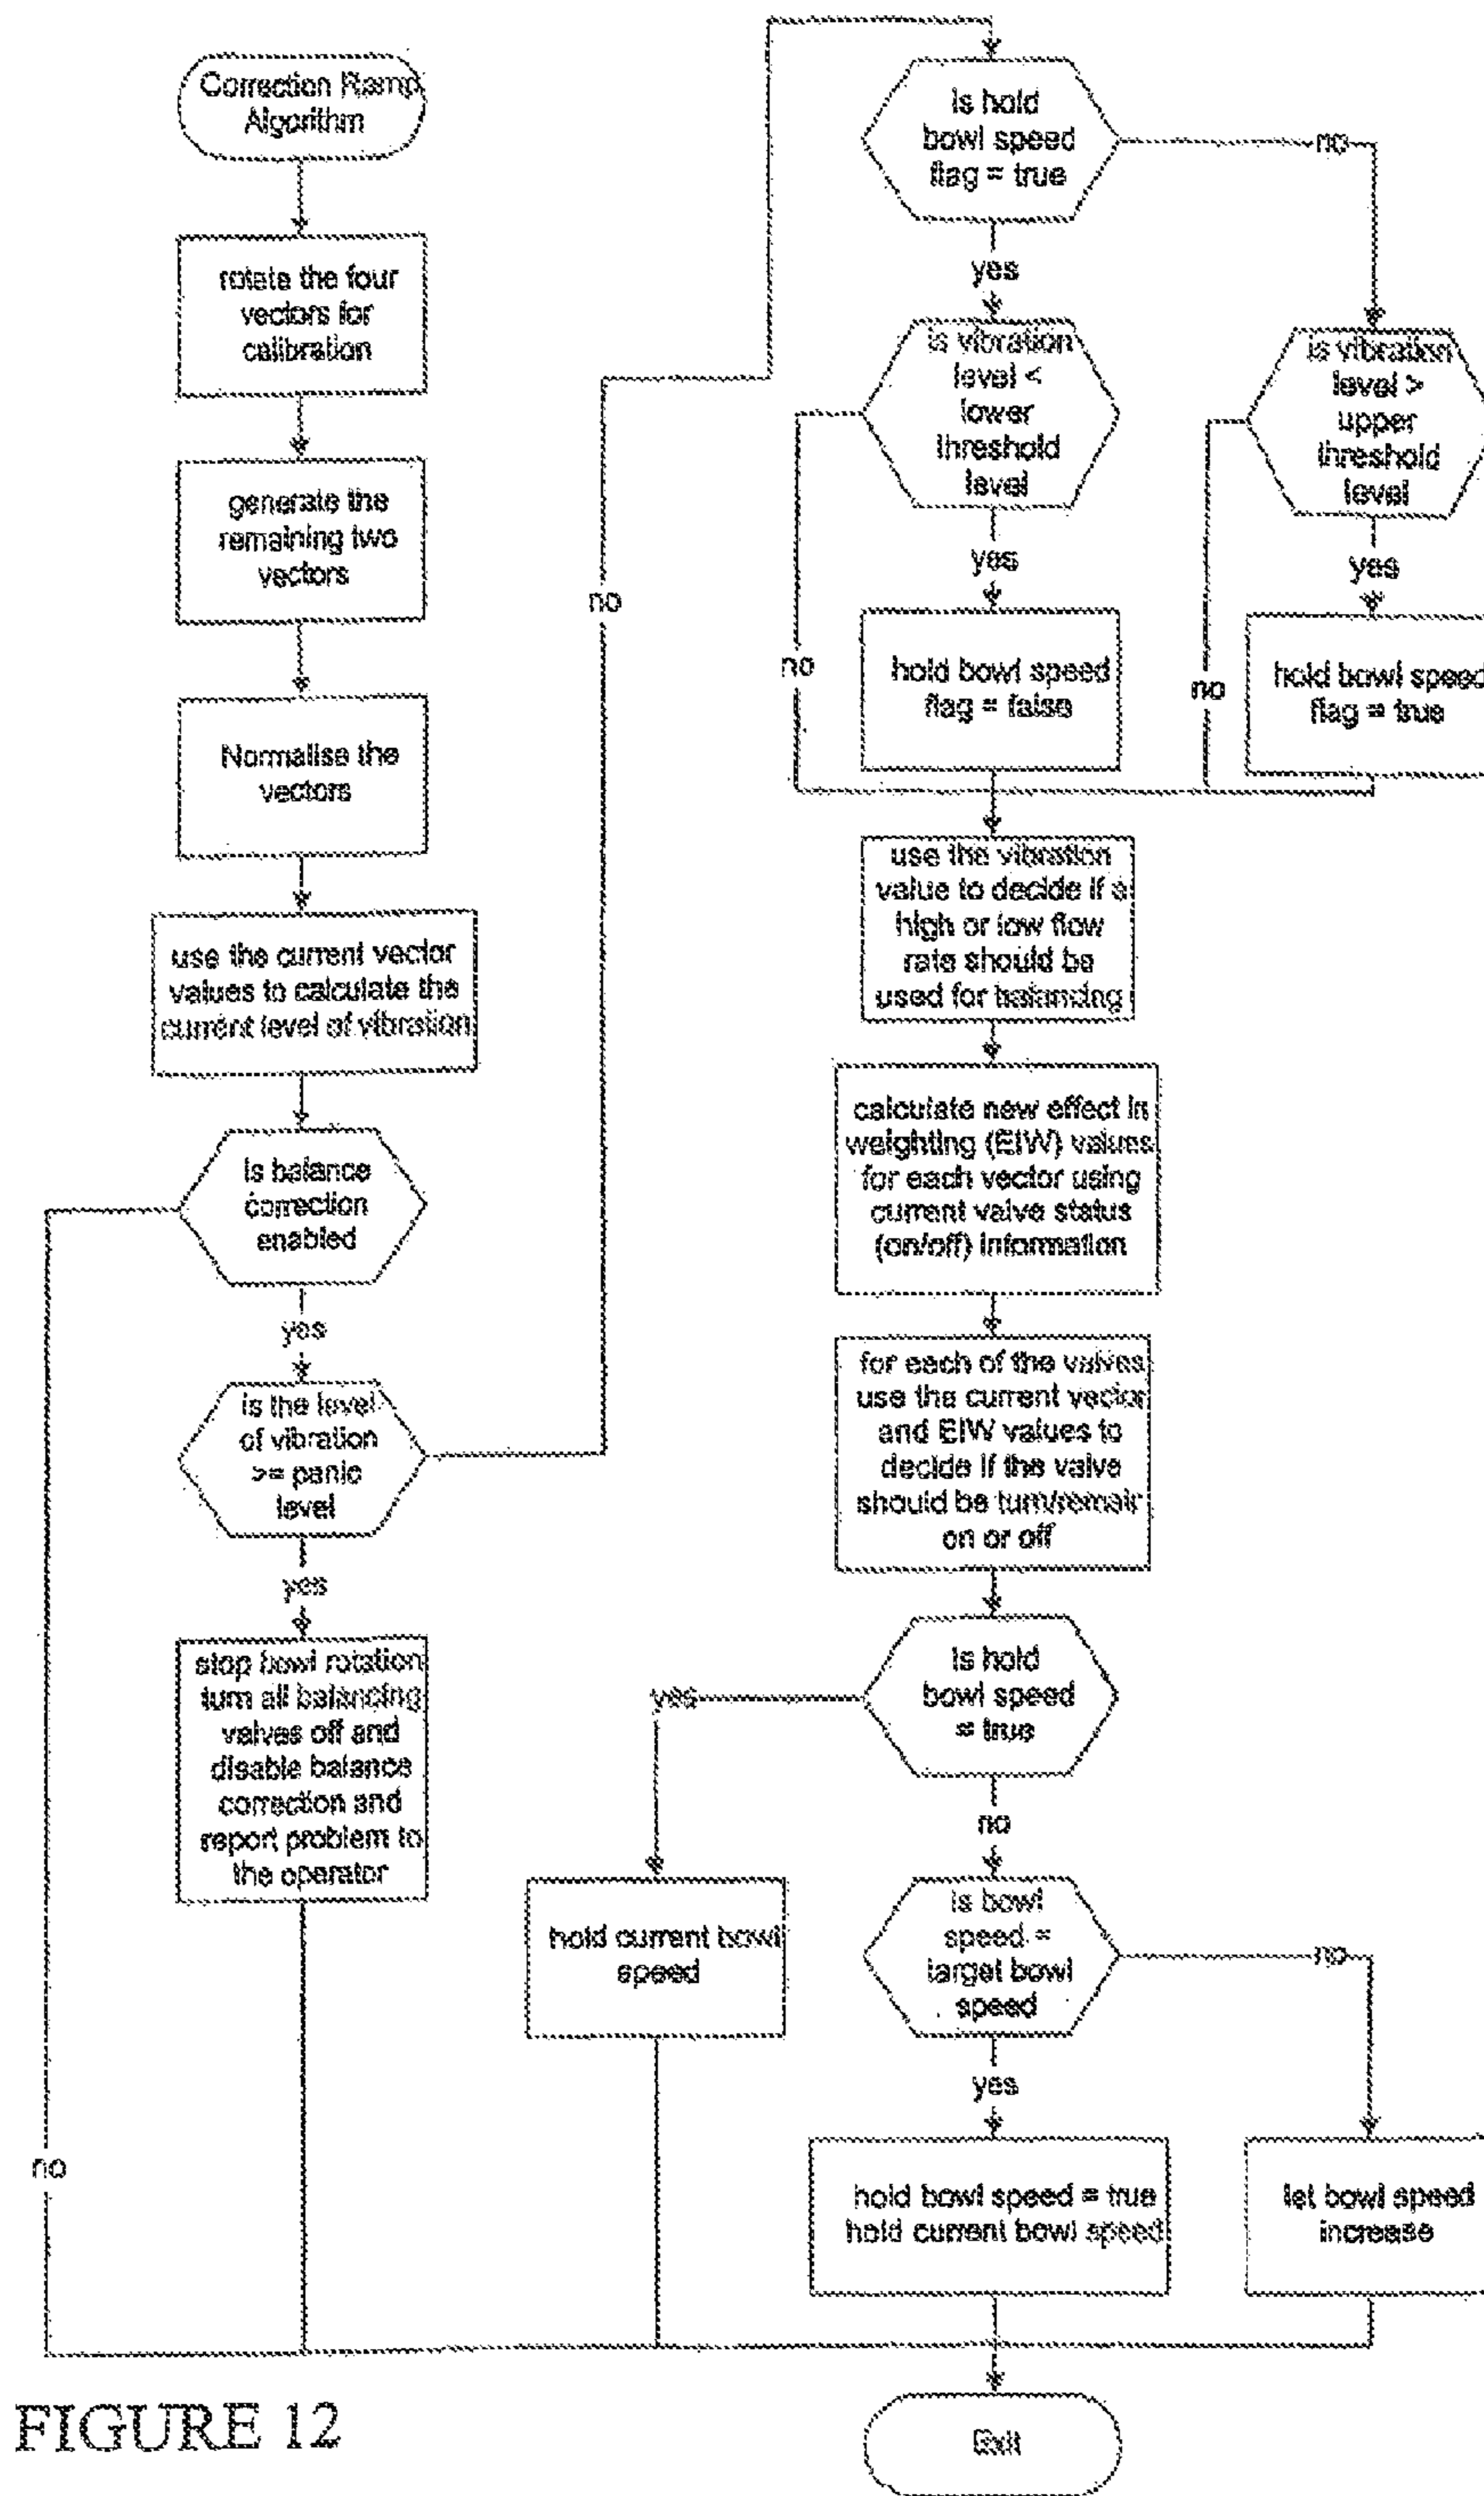 Correction Ramp
Algorithm
rotate the four
vectors for
calibration
generate the
remaining two
vectors
Normalise the
vectors
use the current vector
values to calculate the
current level of vibration
is balance
correction
enabled
yes
is the level
of vibration
>= panic
level
yes
stop bowl rotation
turn all balancing
valves off and
disable balance
correction and
report problem to
the operator
no
no
is hold
bowl speed
flag = true
no
yes
is vibration
level <
lower
threshold
level
yes
no
hold bowl speed
flag = false
is vibration
level >
upper
threshold
level
yes
no
hold bowl speed
flag = true
use the vibration
value to decide if a
high or low flow
rate should be
used for balancing
calculate new effect in
weighting (EIW) values
for each vector using
current valve status
(on/off) information
for each of the valves
use the current vector
and EIW values to
decide if the valve
should be turn/remain
on or off
is hold
bowl speed
= true
yes
no
hold current bowl
speed
is bowl
speed =
target bowl
speed
no
yes
hold bowl speed = true
hold current bowl speed
let bowl speed
increase
Exit
FIGURE 12